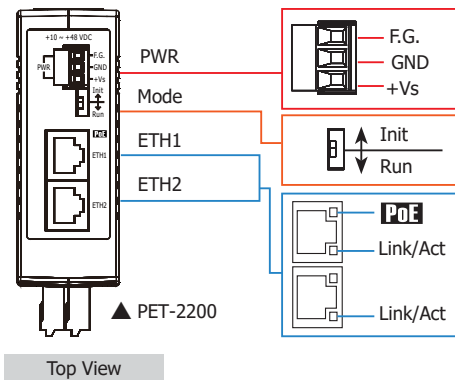 +10 ~ +48 VDC
PWR
F.G.
GND
+Vs
Init
Run
PoE
ETH1
ETH2
PWR
Mode
ETH1
ETH2
F.G.
GND
+Vs
Init
Run
PoE
Link/Act
Link/Act
▲ PET-2200
Top View